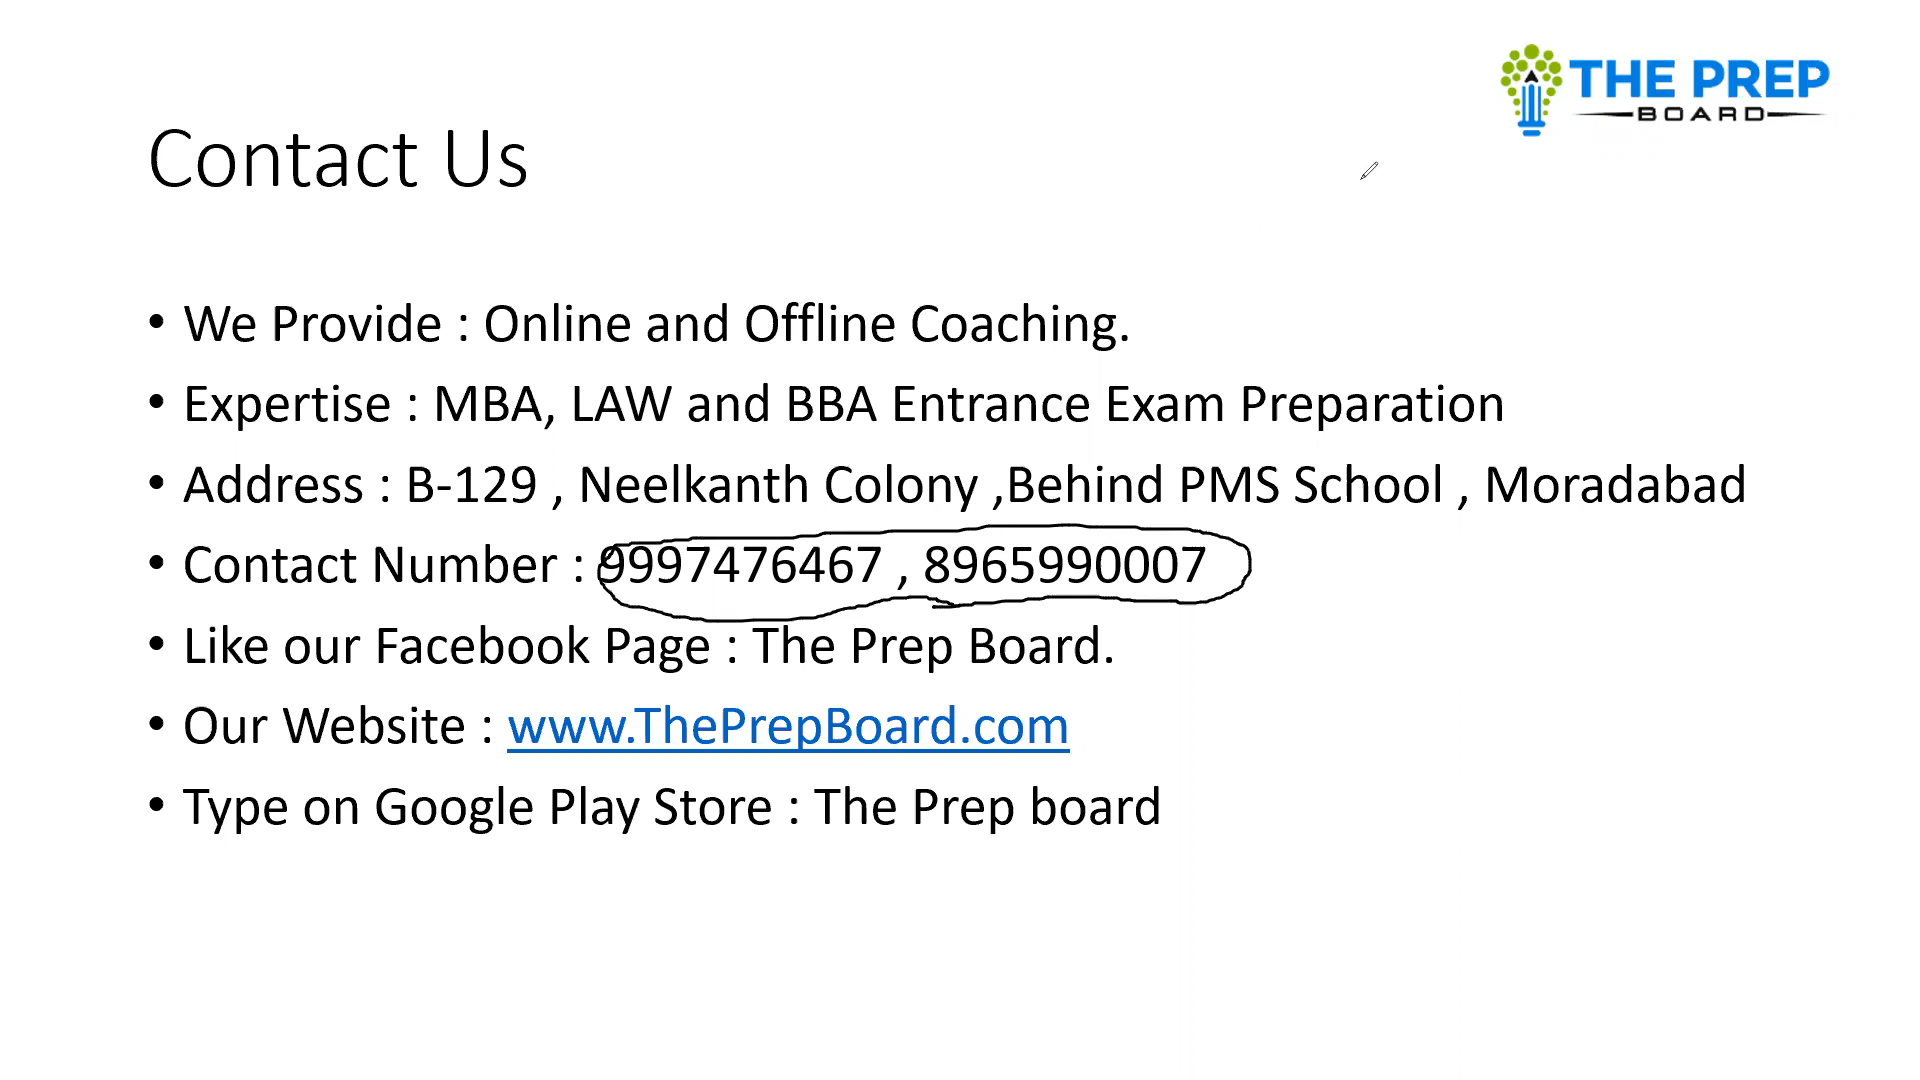 THE PREP
BOARD
Contact Us
• We Provide : Online and Offline Coaching.
• Expertise : MBA, LAW and BBA Entrance Exam Preparation
• Address : B-129 , Neelkanth Colony ,Behind PMS School , Moradabad
• Contact Number : 9997476467 , 8965990007
• Like our Facebook Page : The Prep Board.
• Our Website : www.ThePrepBoard.com
• Type on Google Play Store : The Prep board